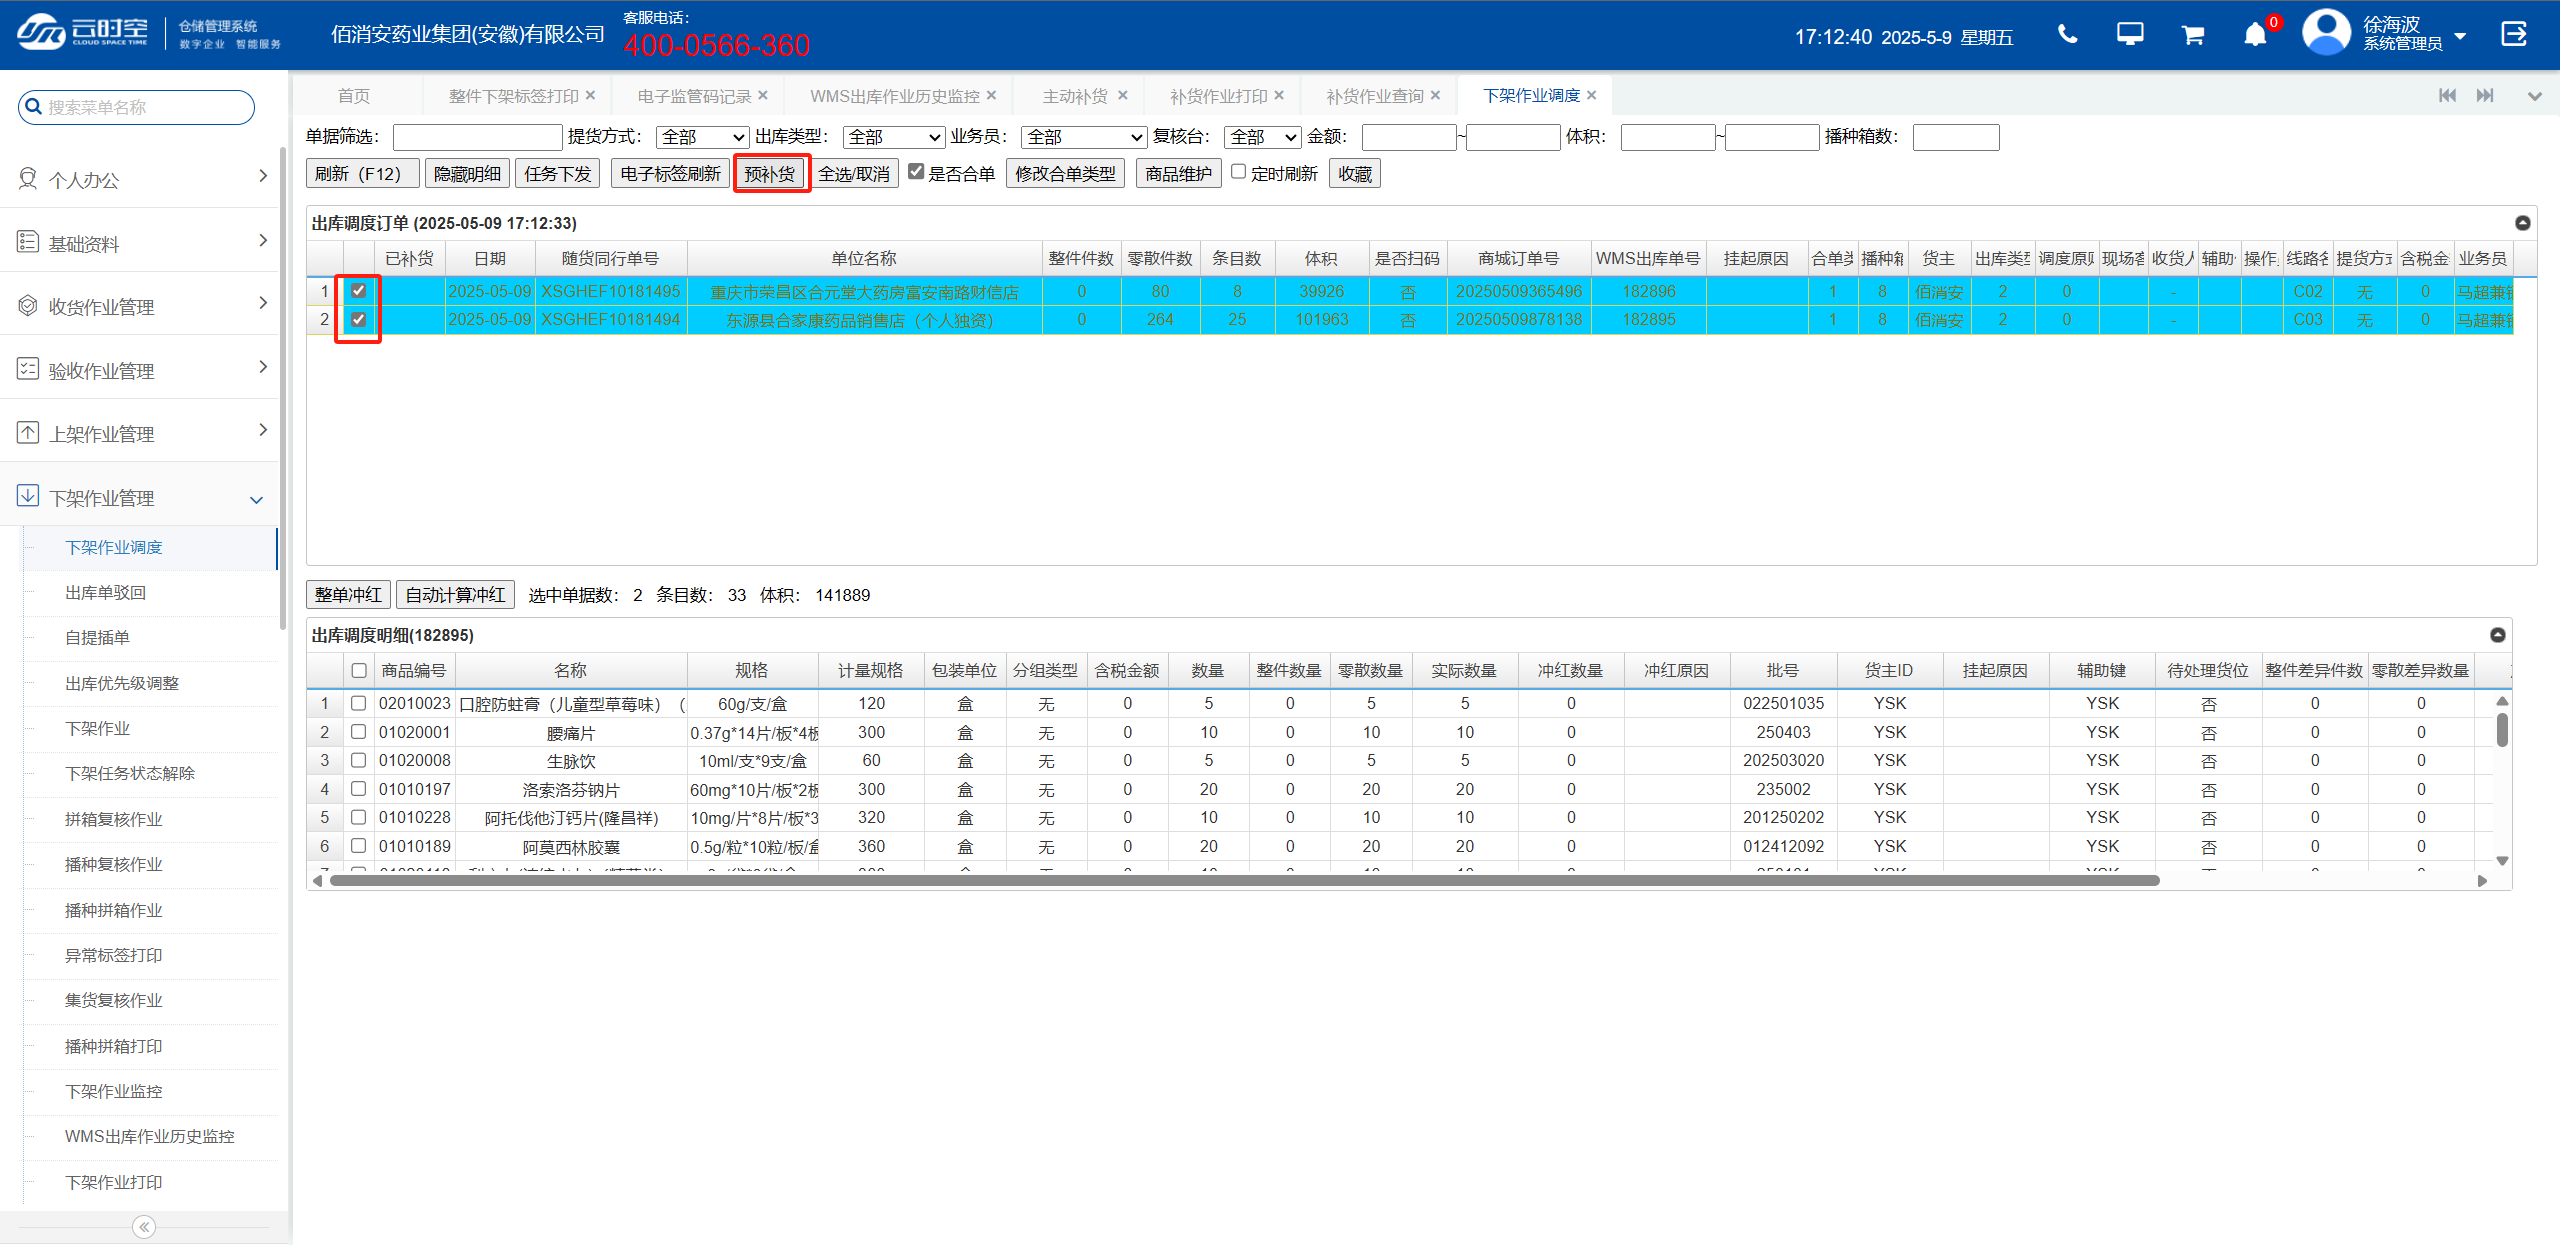 云时空 CLOUD SPACE TIME 仓储管理系统 数字企业 智能服务
佰消安药业集团(安徽)有限公司 客服电话: 400-0566-360
17:12:40 2025-5-9 星期五 0 徐海波 系统管理员
搜索菜单名称
首页 整件下架标签打印 电子监管码记录 WMS出库作业历史监控 主动补货 补货作业打印 补货作业查询 下架作业调度
单据筛选: 提货方式: 全部 出库类型: 全部 业务员: 全部 复核台: 全部 金额: ~ 体积: ~ 播种箱数:
刷新（F12） 隐藏明细 任务下发 电子标签刷新 预补货 全选/取消 是否合单 修改合单类型 商品维护 定时刷新 收藏
个人办公
基础资料
收货作业管理
验收作业管理
上架作业管理
下架作业管理
下架作业调度
出库单驳回
自提插单
出库优先级调整
下架作业
下架任务状态解除
拼箱复核作业
播种复核作业
播种拼箱作业
异常标签打印
集货复核作业
播种拼箱打印
下架作业监控
WMS出库作业历史监控
下架作业打印
出库调度订单 (2025-05-09 17:12:33)
已补货 日期 随货同行单号 单位名称 整件件数 零散件数 条目数 体积 是否扫码 商城订单号 WMS出库单号 挂起原因 合单类 播种箱 货主 出库类型 调度原则 现场客 收货人 辅助 操作 线路名 提货方式 含税金 业务员
1 2025-05-09 XSGHEF10181495 重庆市荣昌区合元堂大药房富安南路财信店 0 80 8 39926 否 20250509365496 182896 1 8 佰消安 2 0 - C02 无 0 马超兼
2 2025-05-09 XSGHEF10181494 东源县合家康药品销售店（个人独资） 0 264 25 101963 否 20250509878138 182895 1 8 佰消安 2 0 - C03 无 0 马超兼
整单冲红 自动计算冲红 选中单据数: 2 条目数: 33 体积: 141889
出库调度明细(182895)
商品编号 名称 规格 计量规格 包装单位 分组类型 含税金额 数量 整件数量 零散数量 实际数量 冲红数量 冲红原因 批号 货主ID 挂起原因 辅助键 待处理货位 整件差异件数 零散差异数量
1 02010023 口腔防蛀膏（儿童型草莓味）（ 60g/支/盒 120 盒 无 0 5 0 5 5 0 022501035 YSK YSK 否 0 0
2 01020001 腰痛片 0.37g*14片/板*4板 300 盒 无 0 10 0 10 10 0 250403 YSK YSK 否 0 0
3 01020008 生脉饮 10ml/支*9支/盒 60 盒 无 0 5 0 5 5 0 202503020 YSK YSK 否 0 0
4 01010197 洛索洛芬钠片 60mg*10片/板*2板 300 盒 无 0 20 0 20 20 0 235002 YSK YSK 否 0 0
5 01010228 阿托伐他汀钙片(隆昌祥) 10mg/片*8片/板*3 320 盒 无 0 10 0 10 10 0 201250202 YSK YSK 否 0 0
6 01010189 阿莫西林胶囊 0.5g/粒*10粒/板/盒 360 盒 无 0 20 0 20 20 0 012412092 YSK YSK 否 0 0